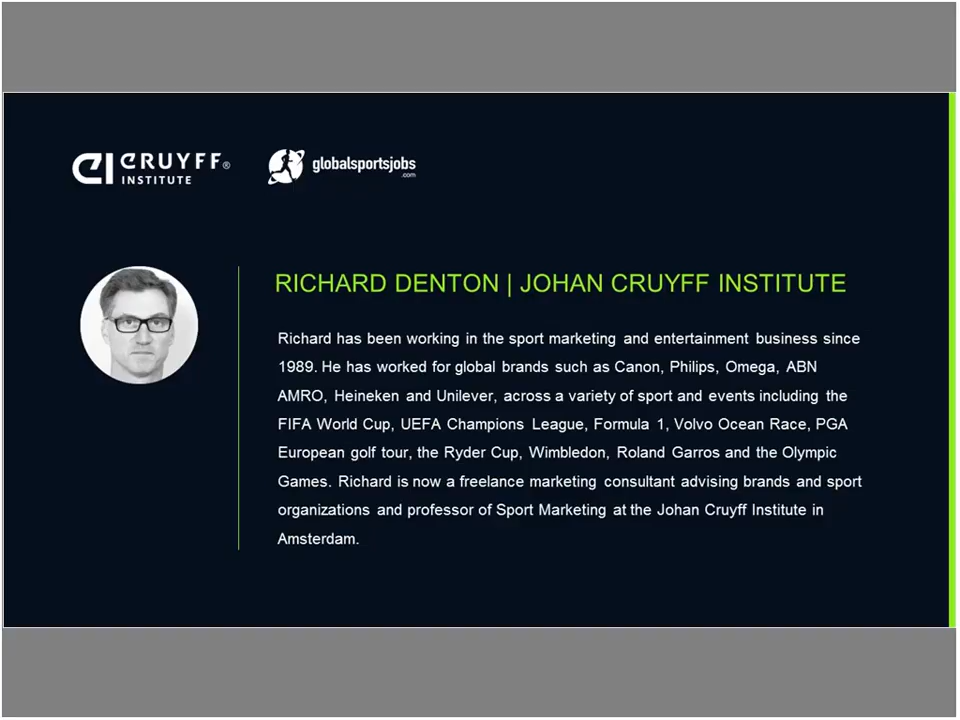 CRUYFF®
INSTITUTE
globalsportsjobs
.com
RICHARD DENTON | JOHAN CRUYFF INSTITUTE
Richard has been working in the sport marketing and entertainment business since
1989. He has worked for global brands such as Canon, Philips, Omega, ABN
AMRO, Heineken and Unilever, across a variety of sport and events including the
FIFA World Cup, UEFA Champions League, Formula 1, Volvo Ocean Race, PGA
European golf tour, the Ryder Cup, Wimbledon, Roland Garros and the Olympic
Games. Richard is now a freelance marketing consultant advising brands and sport
organizations and professor of Sport Marketing at the Johan Cruyff Institute in
Amsterdam.